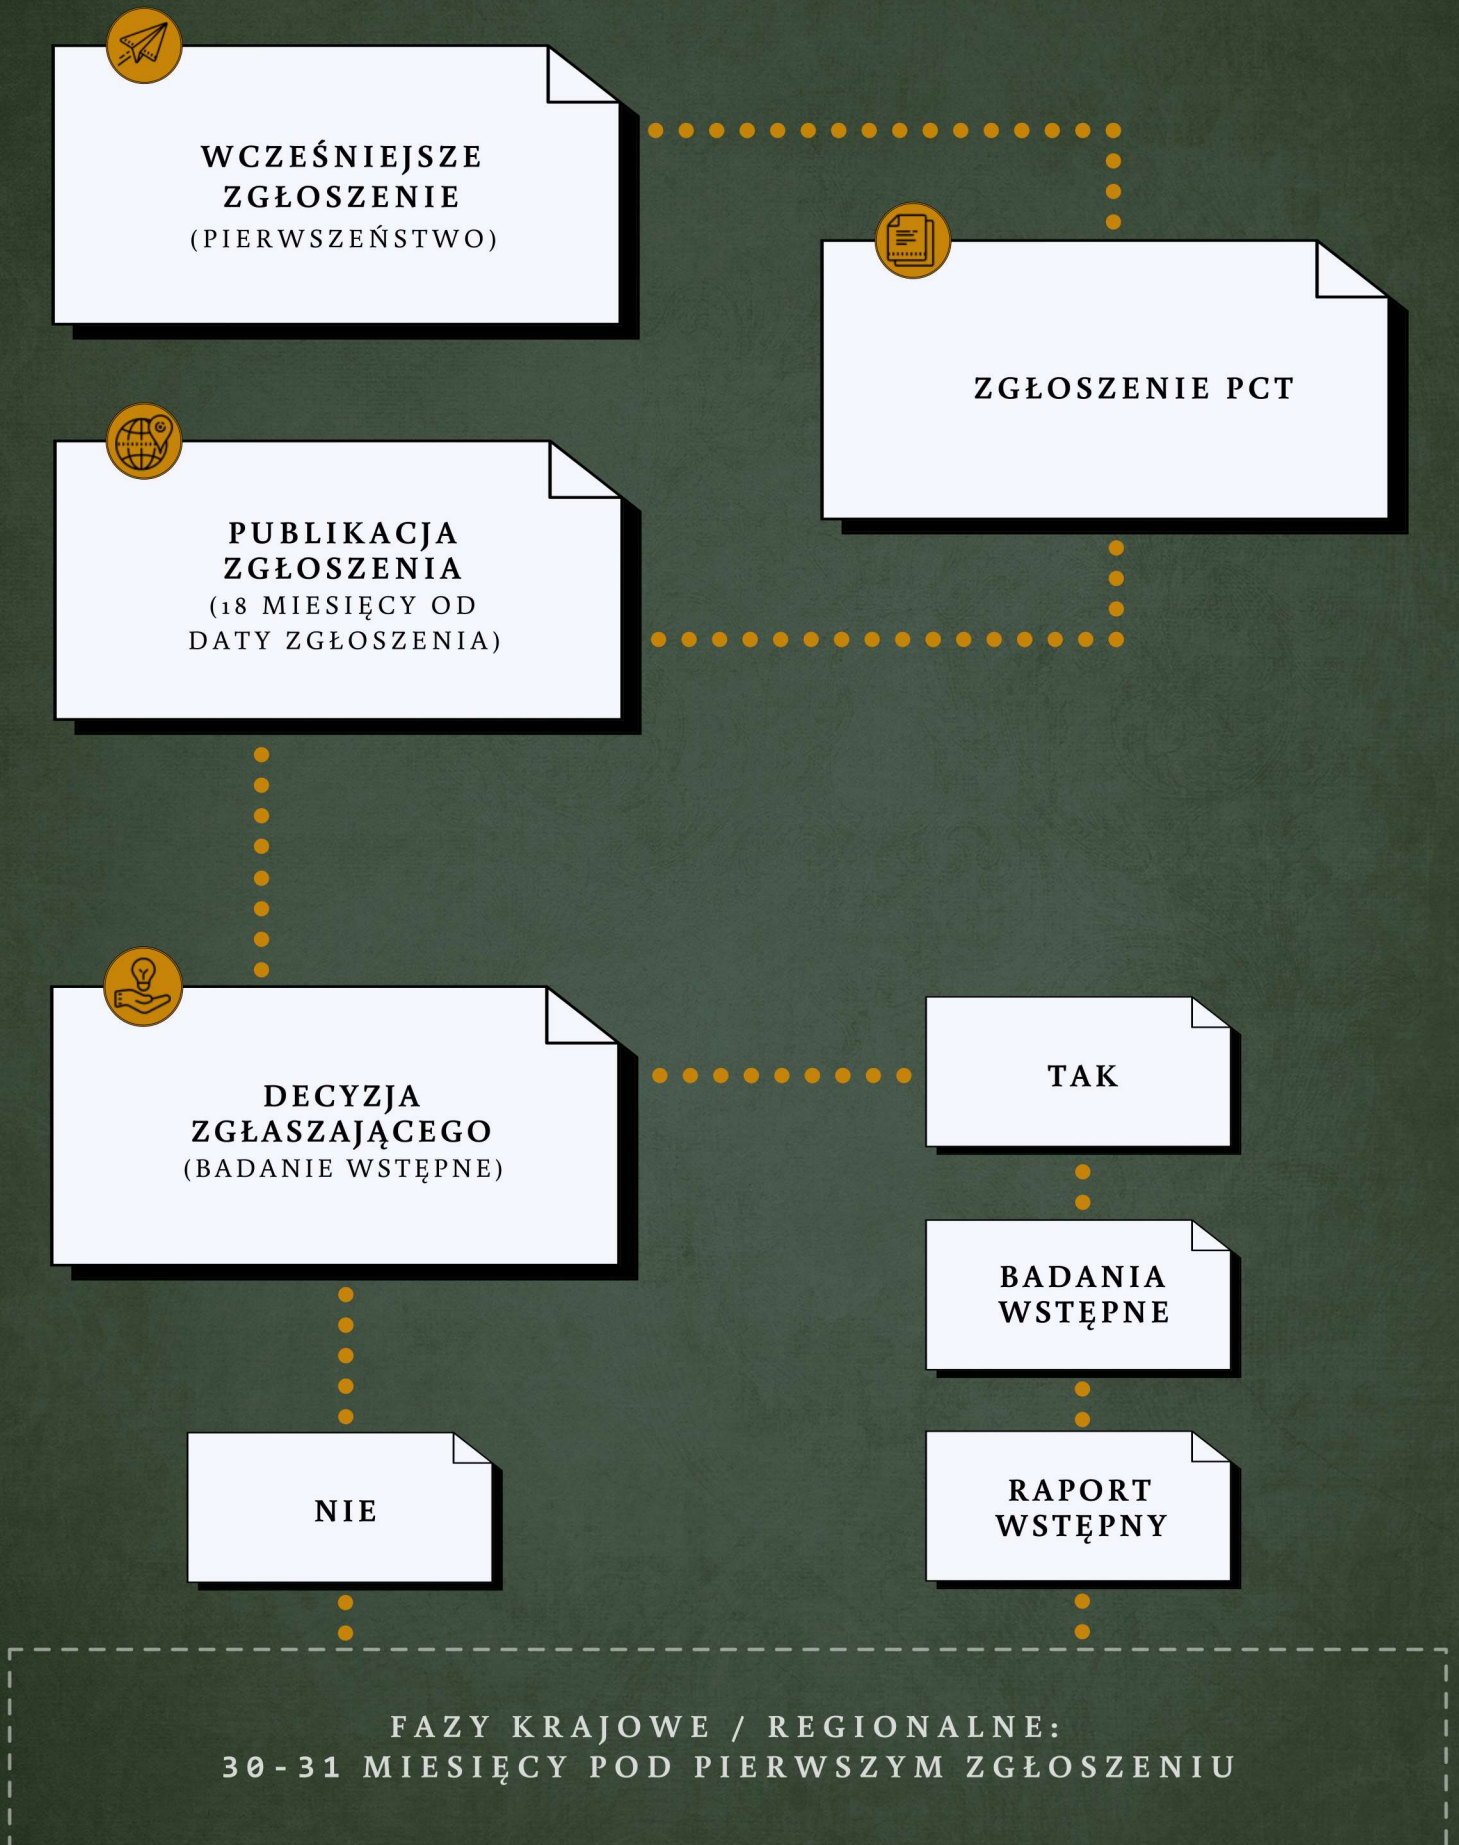 WCZEŚNIEJSZE
ZGŁOSZENIE
(PIERWSZEŃSTWO)
ZGŁOSZENIE PCT
PUBLIKACJA
ZGŁOSZENIA
(18 MIESIĘCY OD
DATY ZGŁOSZENIA)
DECYZJA
ZGŁASZAJĄCEGO
(BADANIE WSTĘPNE)
TAK
BADANIA
WSTĘPNE
RAPORT
WSTĘPNY
NIE
FAZY KRAJOWE / REGIONALNE:
30-31 MIESIĘCY POD PIERWSZYM ZGŁOSZENIU